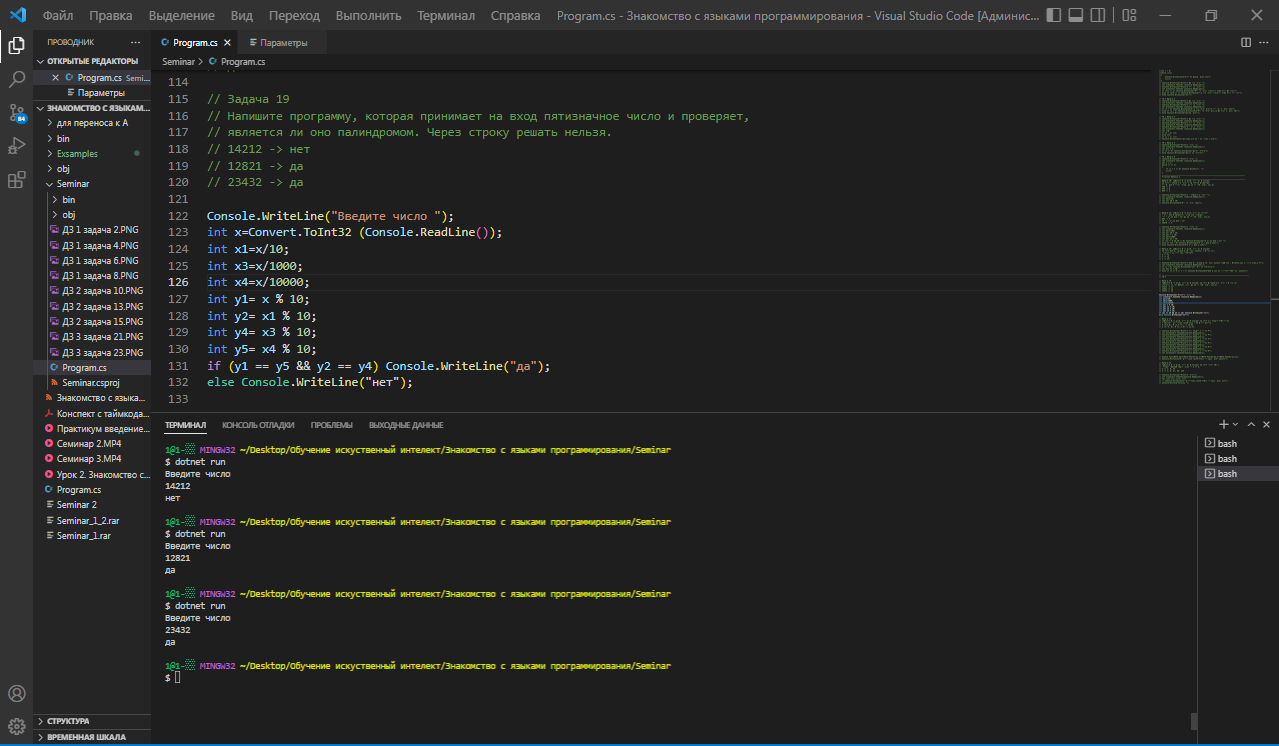 Файл Правка Выделение Вид Переход Выполнить Терминал Справка Program.cs - Знакомство с языками программирования - Visual Studio Code [Админис...
ПРОВОДНИК ...
ОТКРЫТЫЕ РЕДАКТОРЫ
Program.cs Semi...
Параметры
ЗНАКОМСТВО С ЯЗЫКАМ...
для переноса к А
bin
Exsamples
obj
Seminar
bin
obj
ДЗ 1 задача 2.PNG
ДЗ 1 задача 4.PNG
ДЗ 1 задача 6.PNG
ДЗ 1 задача 8.PNG
ДЗ 2 задача 10.PNG
ДЗ 2 задача 13.PNG
ДЗ 2 задача 15.PNG
ДЗ 3 задача 21.PNG
ДЗ 3 задача 23.PNG
Program.cs
Seminar.csproj
Знакомство с языка...
Конспект с таймкода...
Практикум введение...
Семинар 2.MP4
Семинар 3.MP4
Урок 2. Знакомство с...
Program.cs
Seminar 2
Seminar_1_2.rar
Seminar_1.rar
СТРУКТУРА
ВРЕМЕННАЯ ШКАЛА
84
Program.cs Параметры
Seminar > Program.cs
114
115 // Задача 19
116 // Напишите программу, которая принимает на вход пятизначное число и проверяет,
117 // является ли оно палиндромом. Через строку решать нельзя.
118 // 14212 -> нет
119 // 12821 -> да
120 // 23432 -> да
121
122 Console.WriteLine("Введите число ");
123 int x=Convert.ToInt32 (Console.ReadLine());
124 int x1=x/10;
125 int x3=x/1000;
126 int x4=x/10000;
127 int y1= x % 10;
128 int y2= x1 % 10;
129 int y4= x3 % 10;
130 int y5= x4 % 10;
131 if (y1 == y5 && y2 == y4) Console.WriteLine("да");
132 else Console.WriteLine("нет");
133
ТЕРМИНАЛ КОНСОЛЬ ОТЛАДКИ ПРОБЛЕМЫ ВЫХОДНЫЕ ДАННЫЕ
1@1- MINGW32 ~/Desktop/Обучение искуственный интелект/Знакомство с языками программирования/Seminar
$ dotnet run
Введите число
14212
нет
1@1- MINGW32 ~/Desktop/Обучение искуственный интелект/Знакомство с языками программирования/Seminar
$ dotnet run
Введите число
12821
да
1@1- MINGW32 ~/Desktop/Обучение искуственный интелект/Знакомство с языками программирования/Seminar
$ dotnet run
Введите число
23432
да
1@1- MINGW32 ~/Desktop/Обучение искуственный интелект/Знакомство с языками программирования/Seminar
$
bash
bash
bash